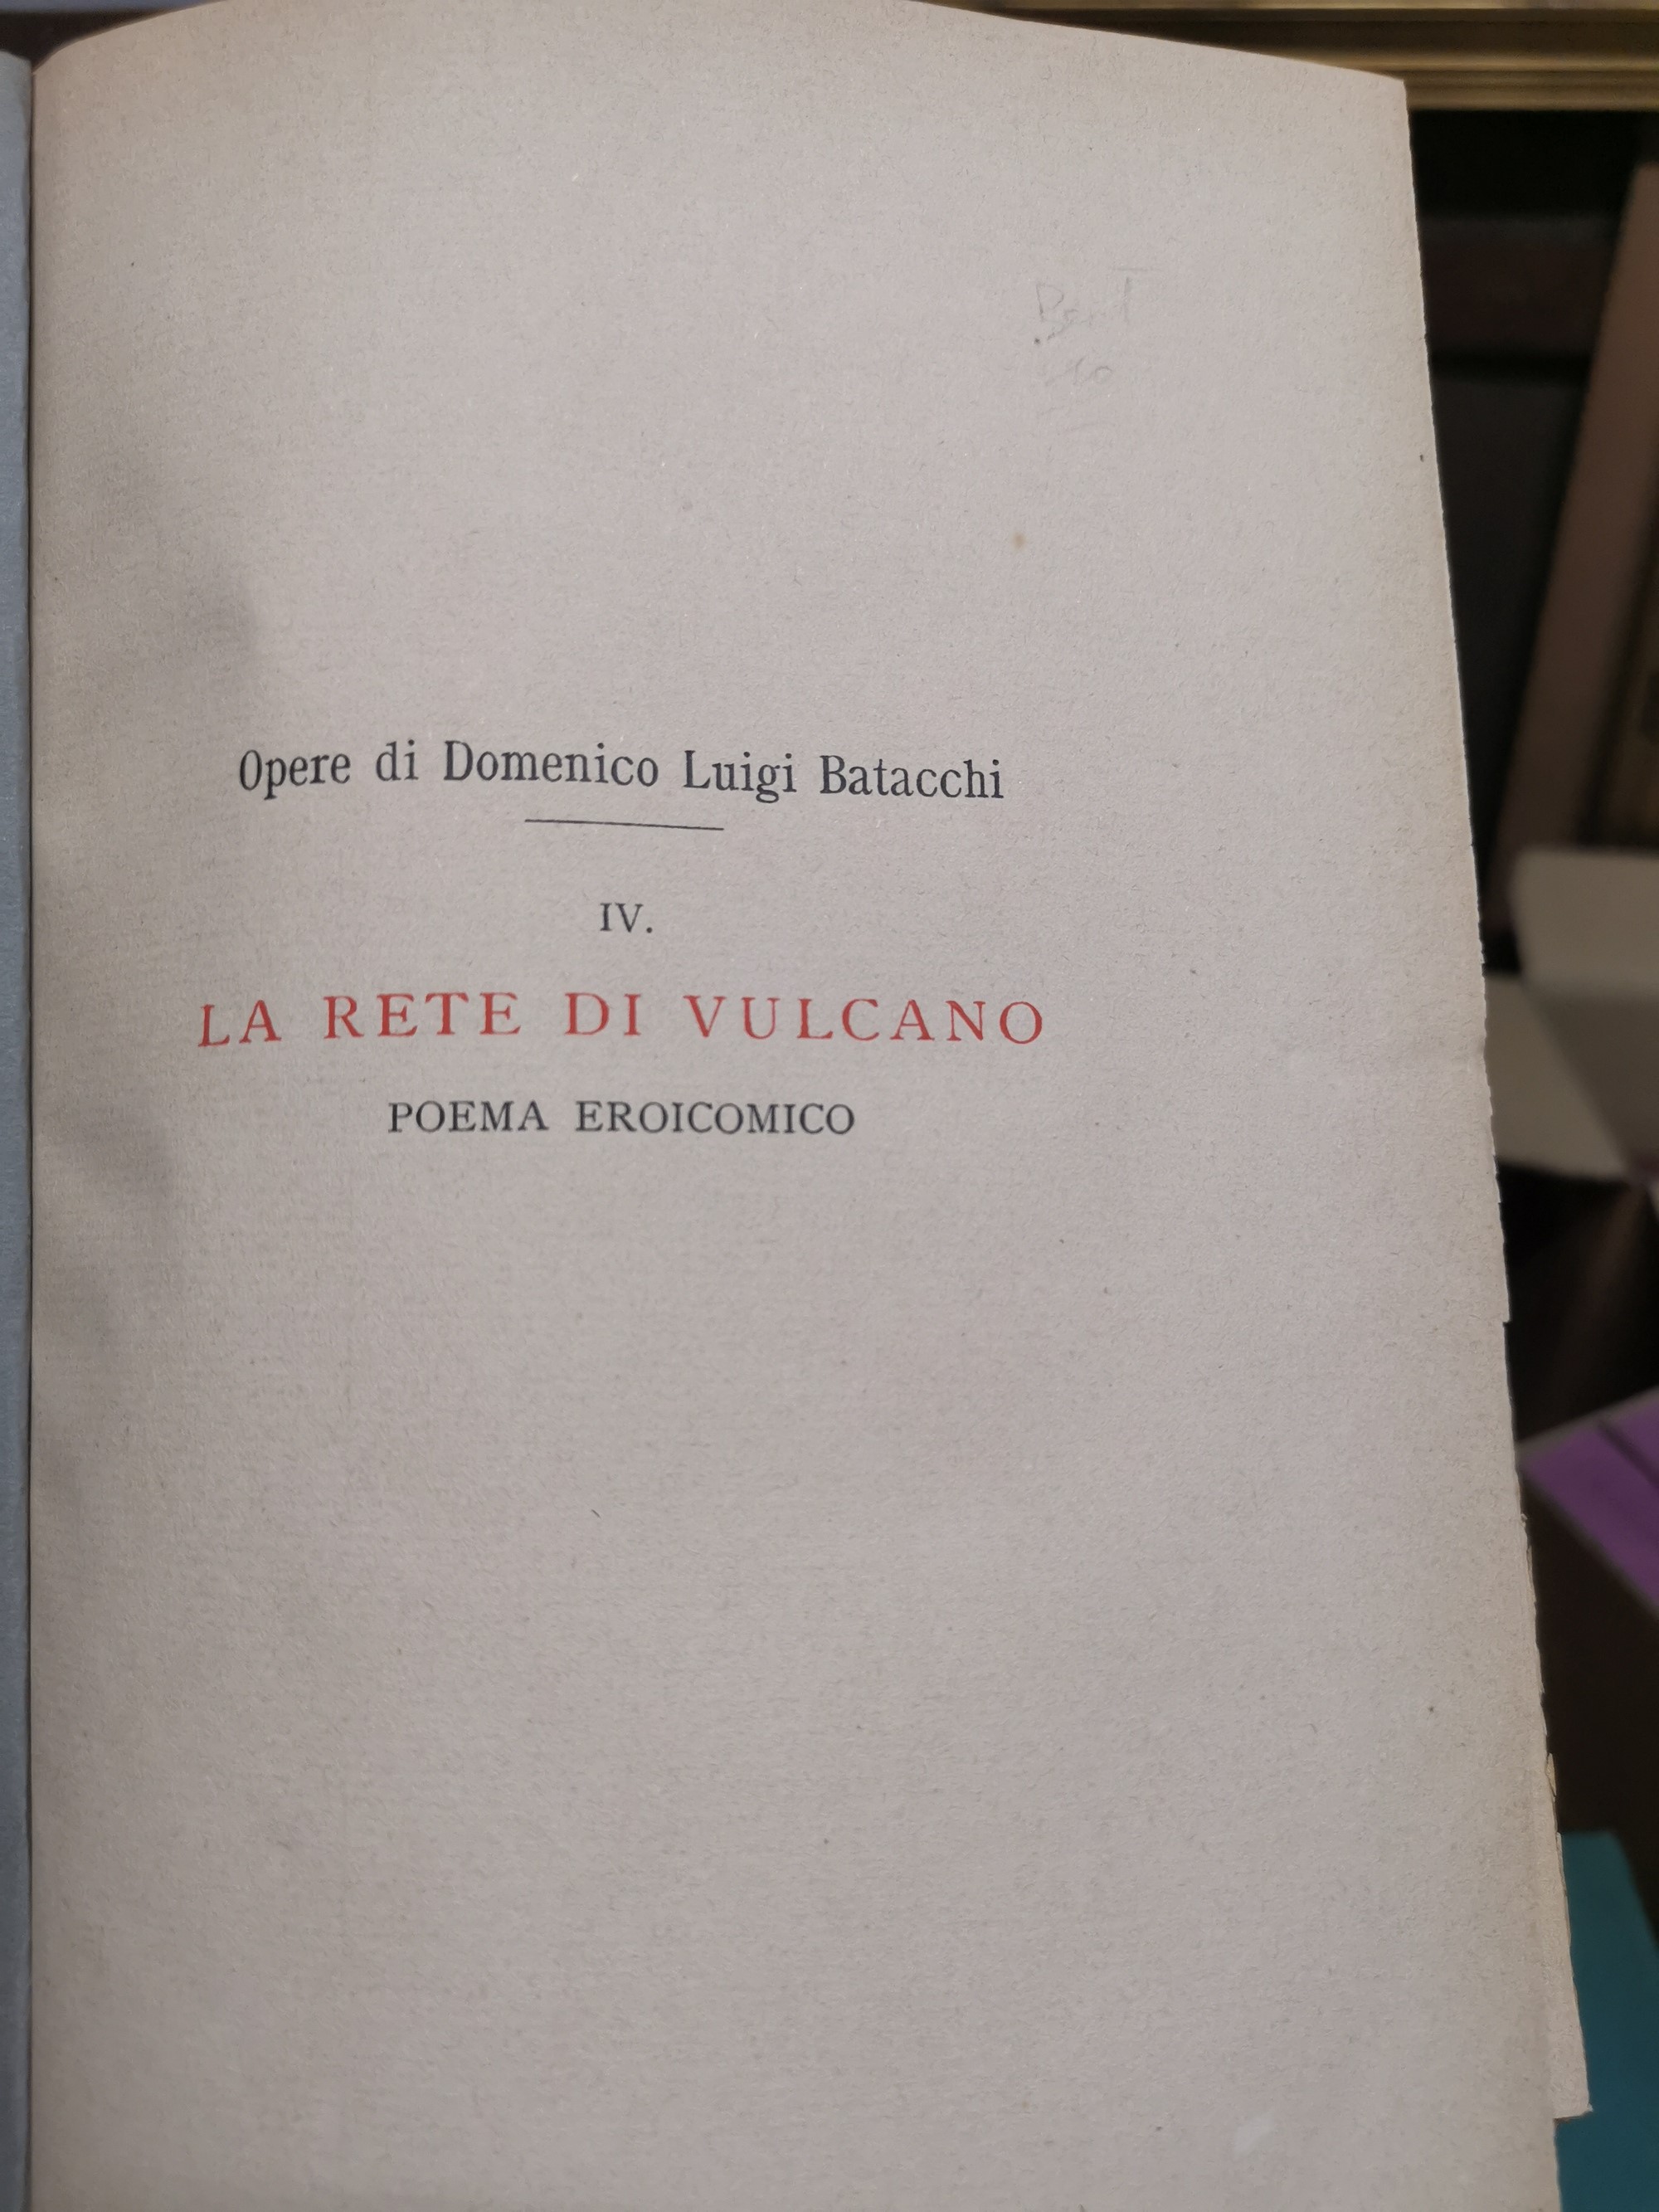 Opere di Domenico Luigi Batacchi
IV.
LA RETE DI VULCANO
POEMA EROICOMICO